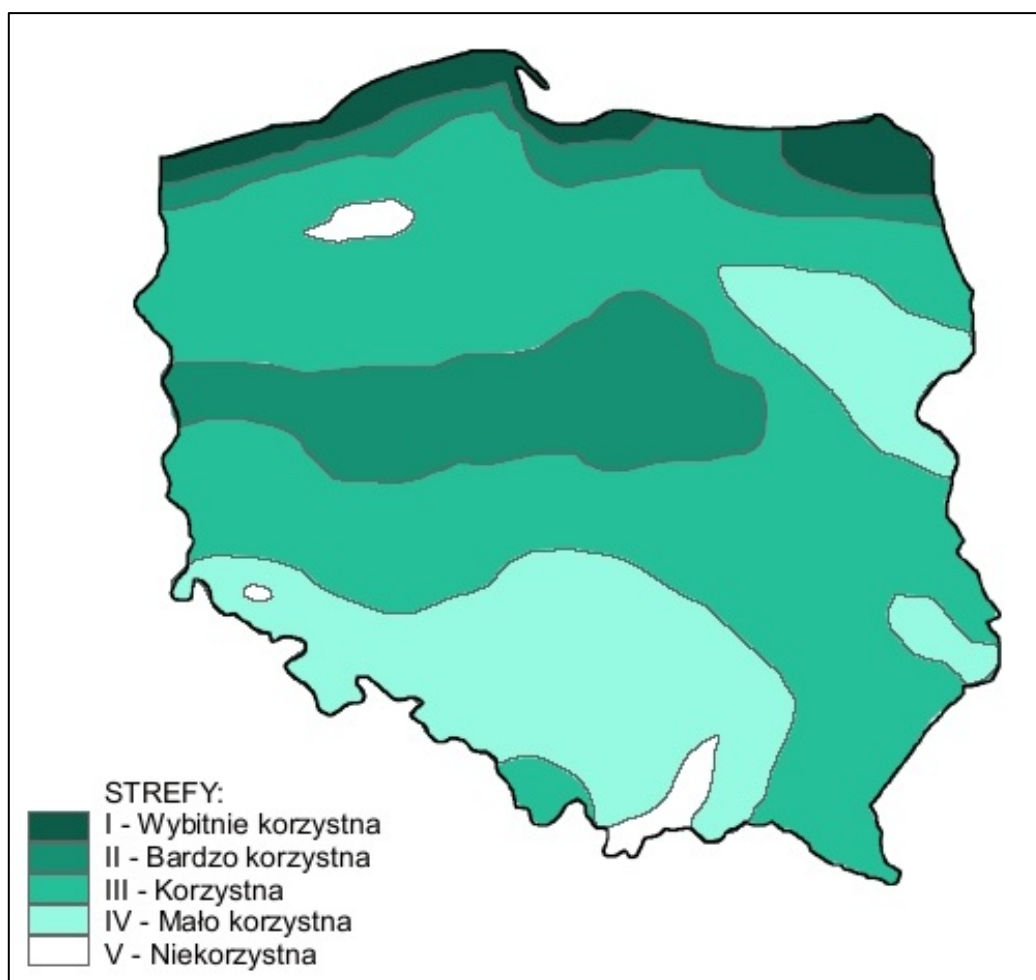 STREFY:
I - Wybitnie korzystna
II - Bardzo korzystna
III - Korzystna
IV - Mało korzystna
V - Niekorzystna